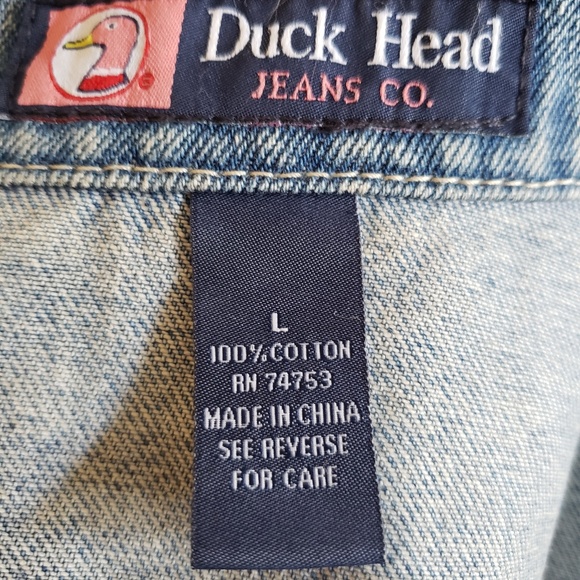 Duck Head
JEANS CO.
L
100% COTTON
RN 74753
MADE IN CHINA
SEE REVERSE
FOR CARE